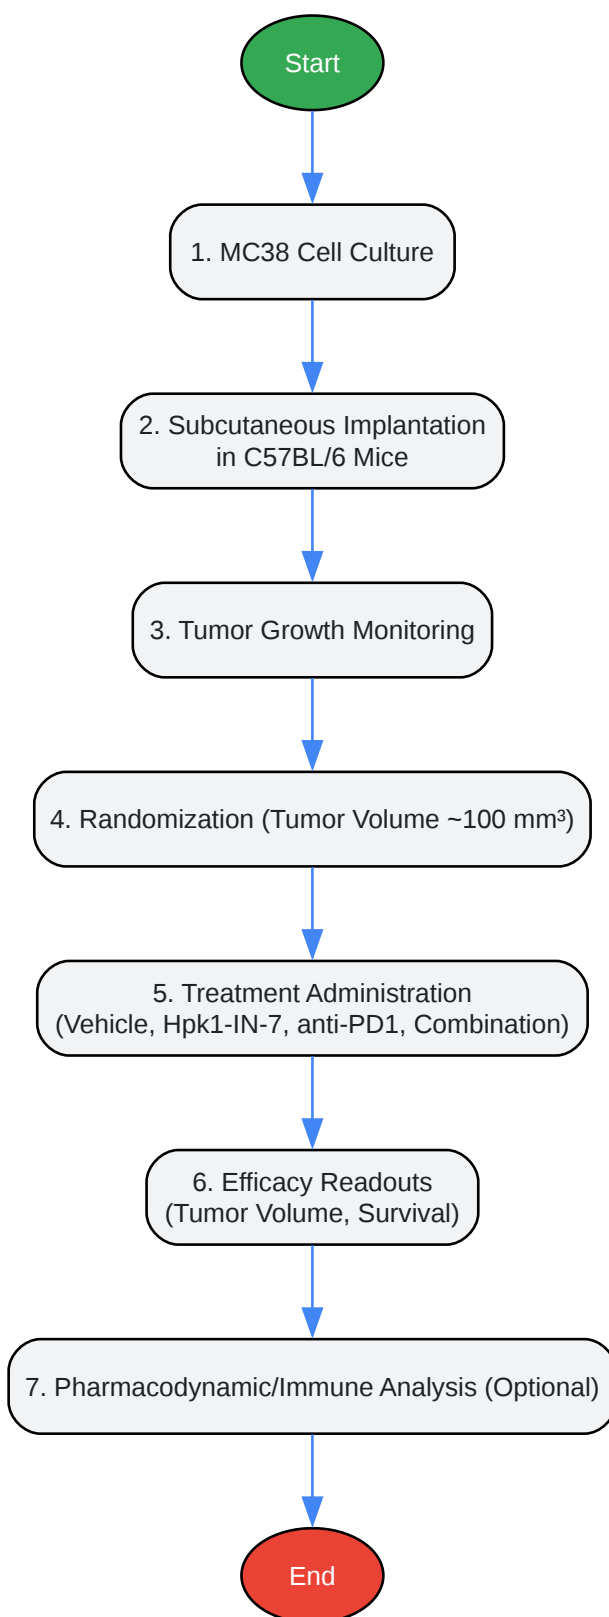 Start
1. MC38 Cell Culture
2. Subcutaneous Implantation
in C57BL/6 Mice
3. Tumor Growth Monitoring
4. Randomization (Tumor Volume ~100 mm³)
5. Treatment Administration
(Vehicle, Hpk1-IN-7, anti-PD1, Combination)
6. Efficacy Readouts
(Tumor Volume, Survival)
7. Pharmacodynamic/Immune Analysis (Optional)
End